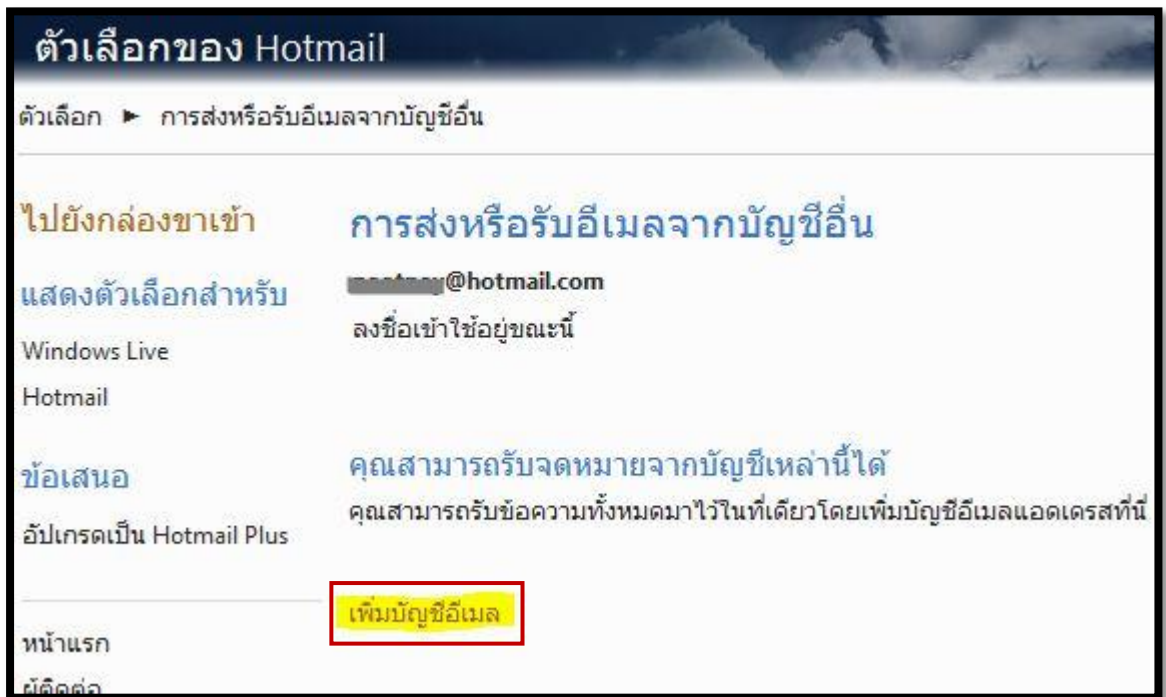 ตัวเลือกของ Hotmail
ตัวเลือก ► การส่งหรือรับอีเมลจากบัญชีอื่น
ไปยังกล่องขาเข้า
แสดงตัวเลือกสำหรับ
Windows Live
Hotmail
ข้อเสนอ
อัปเกรดเป็น Hotmail Plus
หน้าแรก
ผู้ติดต่อ
การส่งหรือรับอีเมลจากบัญชีอื่น
@hotmail.com
ลงชื่อเข้าใช้อยู่ขณะนี้
คุณสามารถรับจดหมายจากบัญชีเหล่านี้ได้
คุณสามารถรับข้อความทั้งหมดมาไว้ในที่เดียวโดยเพิ่มบัญชีอีเมลแอดเดรสที่นี่
เพิ่มบัญชีอีเมล